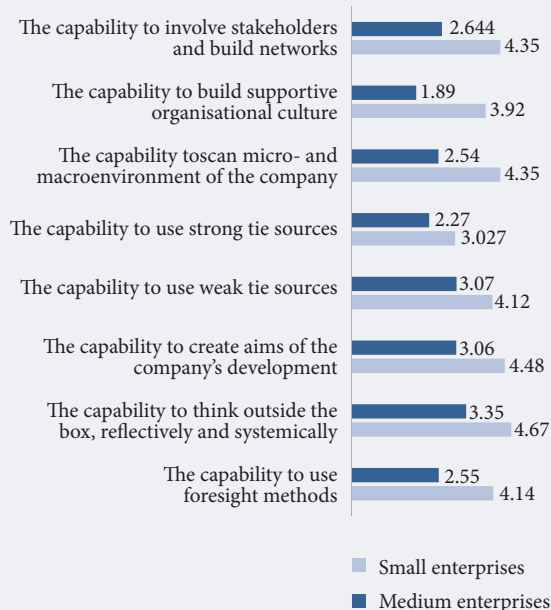 The capability to involve stakeholders
and build networks
2.644
4.35
The capability to build supportive
organisational culture
1.89
3.92
The capability toscan micro- and
macroenvironment of the company
2.54
4.35
The capability to use strong tie sources
2.27
3.027
The capability to use weak tie sources
3.07
4.12
The capability to create aims of the
company's development
3.06
4.48
The capability to think outside the
box, reflectively and systemically
3.35
4.67
The capability to use
foresight methods
2.55
4.14
Small enterprises
Medium enterprises